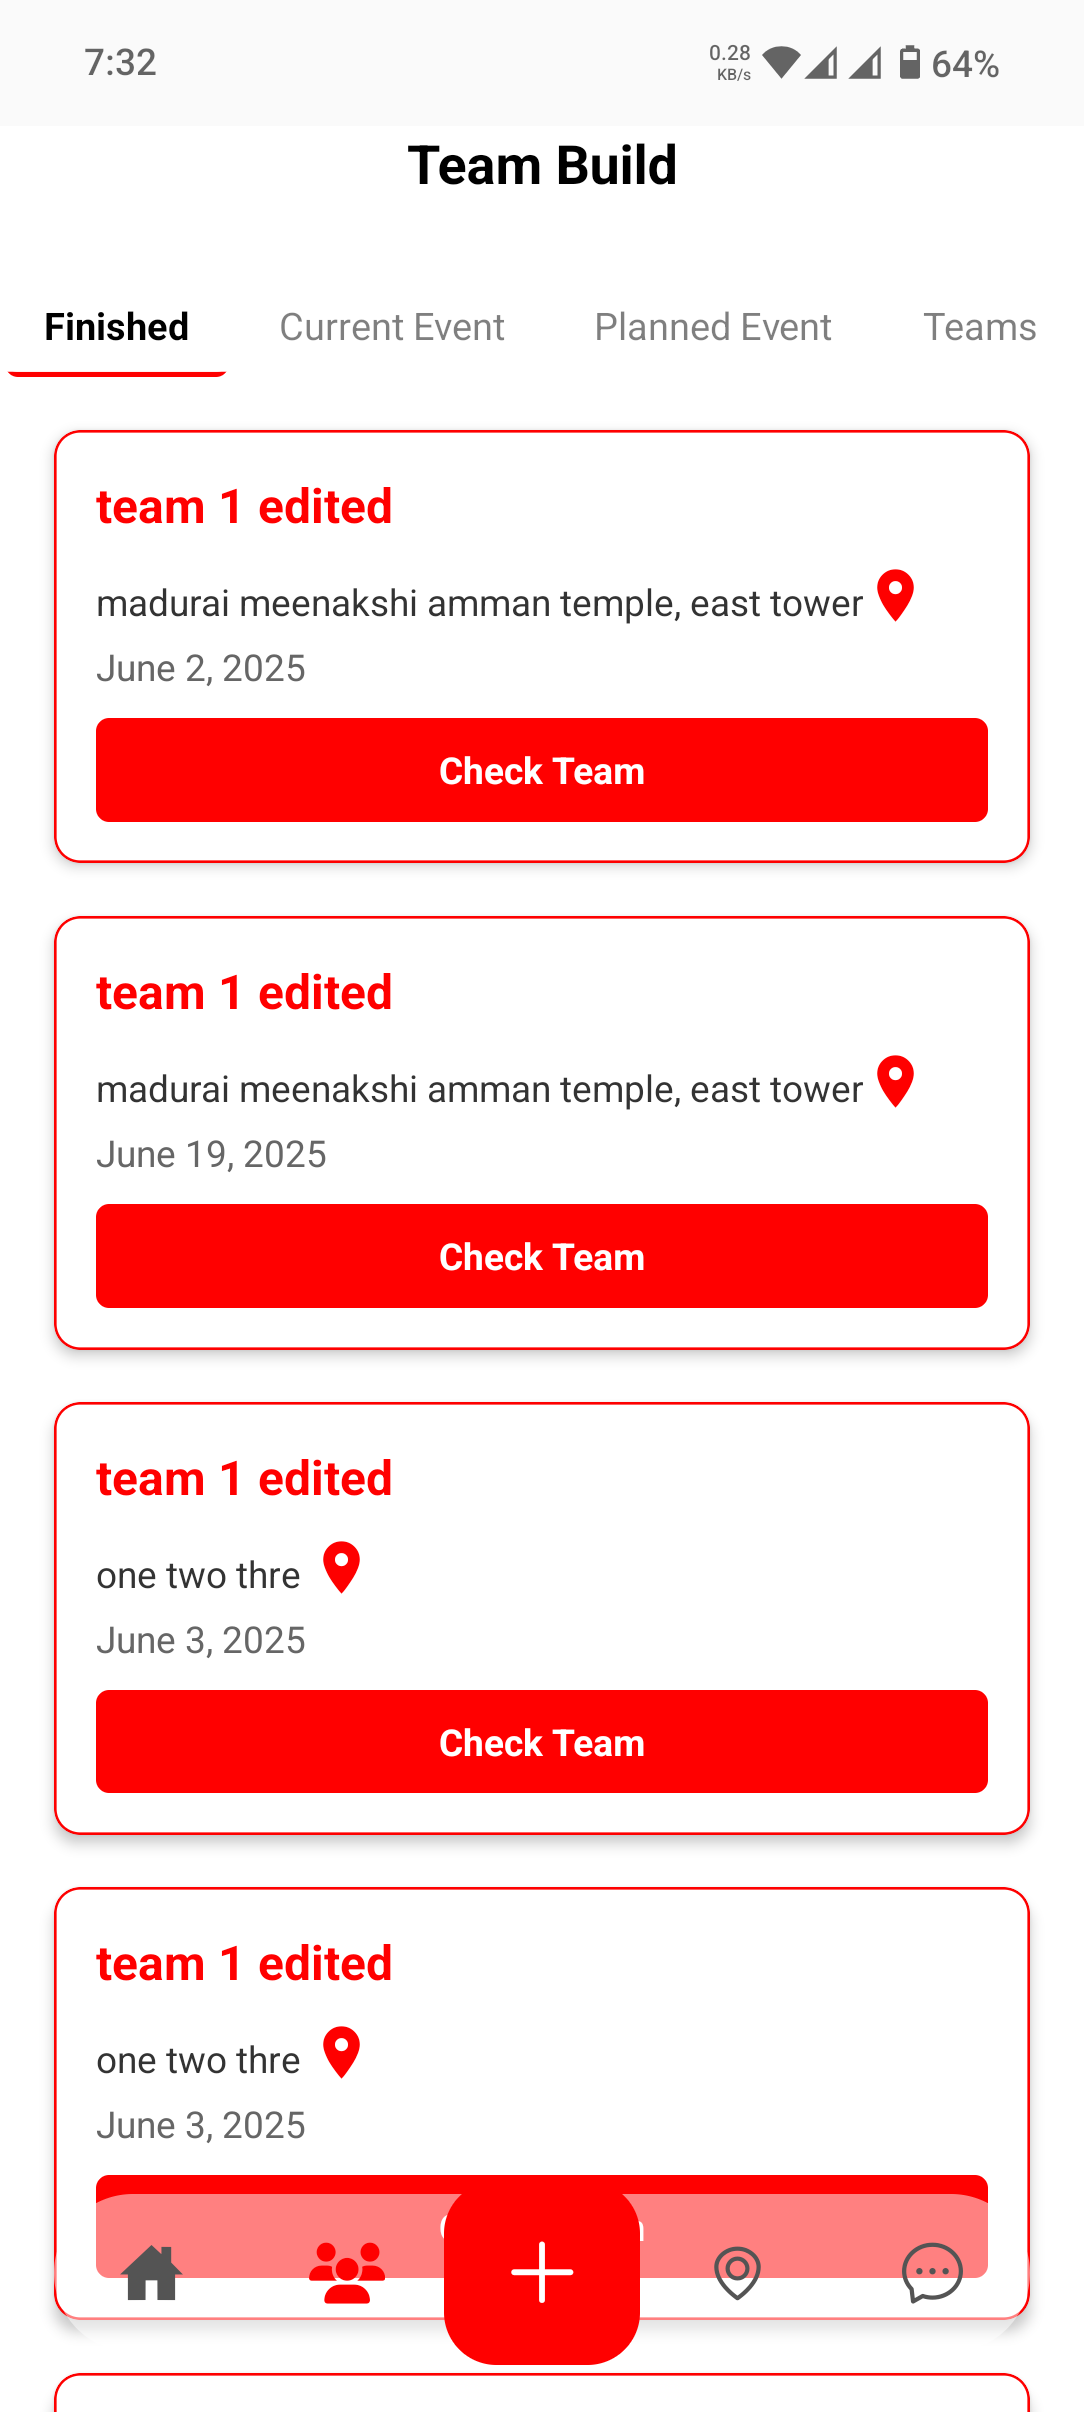 7:32
0.28
KB/s
64%
Team Build
Finished Current Event Planned Event Teams
team 1 edited
madurai meenakshi amman temple, east tower
June 2, 2025
Check Team
team 1 edited
madurai meenakshi amman temple, east tower
June 19, 2025
Check Team
team 1 edited
one two thre
June 3, 2025
Check Team
team 1 edited
one two thre
June 3, 2025